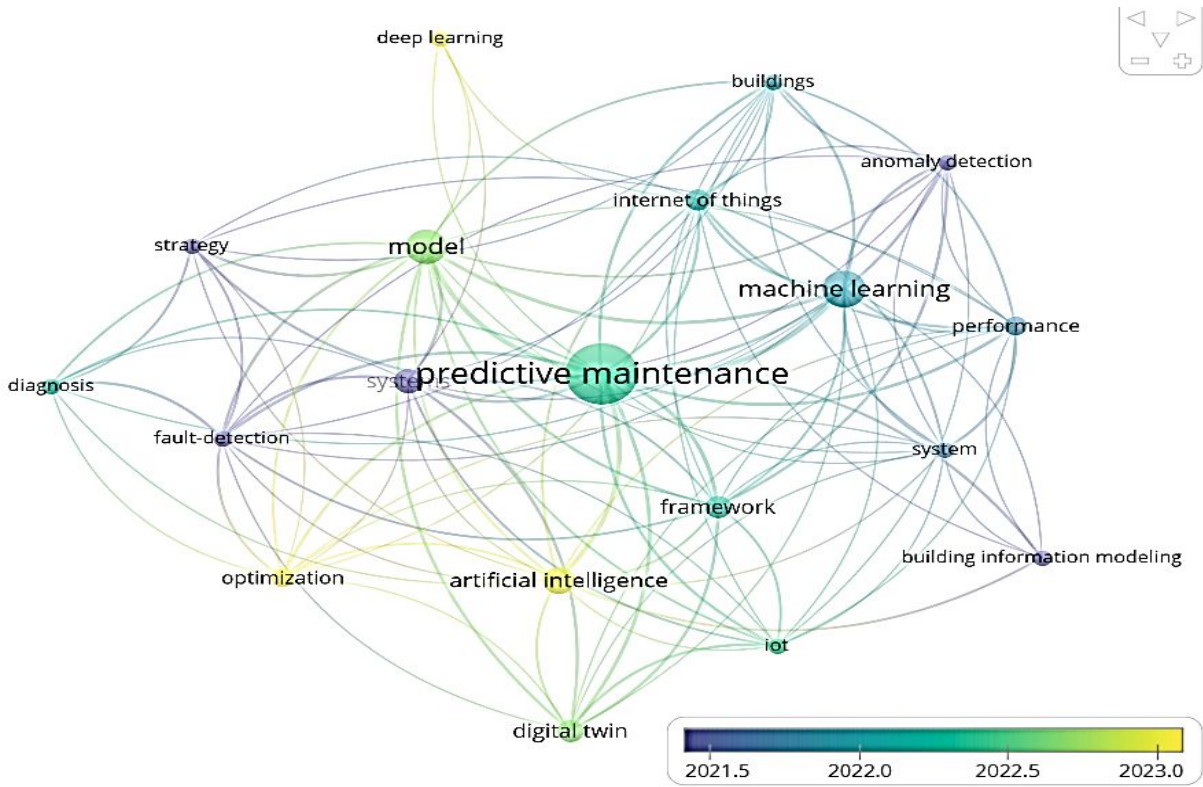 deep learning
buildings
anomaly detection
internet of things
strategy
model
machine learning
performance
predictive maintenance
systems
diagnosis
fault-detection
system
framework
building information modeling
optimization
artificial intelligence
iot
digital twin
2021.5 2022.0 2022.5 2023.0